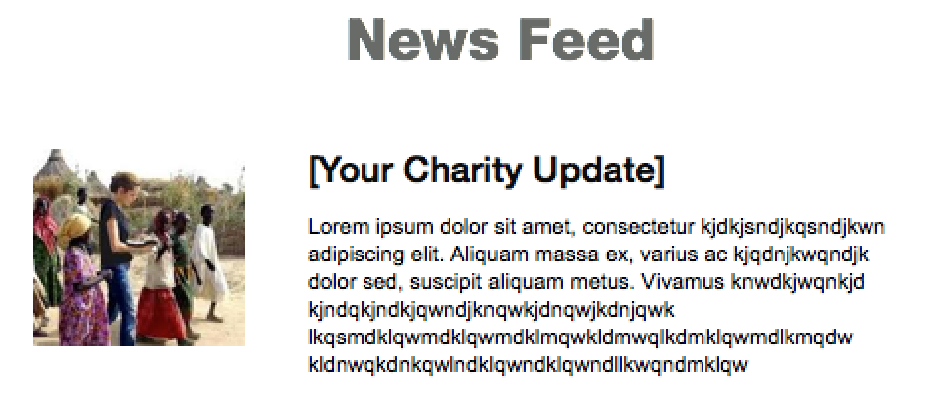 News Feed
[Your Charity Update]
Lorem ipsum dolor sit amet, consectetur kjdkjsndjkqsndjkwn
adipiscing elit. Aliquam massa ex, varius ac kjqdnjkwqndjk
dolor sed, suscipit aliquam metus. Vivamus knwdkjwqnkjd
kjndqkjndkjqwndjknqwkjdnqwjkdnjqwk
lkqsmdklqwmdklqwmdklmqwkldmwqlkdmklqwmdlkmqdw
kldnwqkdnkqwlndklqwndklqwndllkwqndmklqw